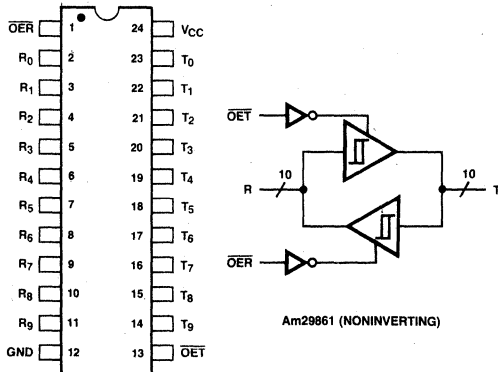 OER 1 24 VCC
R0 2 23 T0
R1 3 22 T1
R2 4 21 T2
R3 5 20 T3
R4 6 19 T4
R5 7 18 T5
R6 8 17 T6
R7 9 16 T7
R8 10 15 T8
R9 11 14 T9
GND 12 13 OET
OET
R 10 10 T
OER
Am29861 (NONINVERTING)